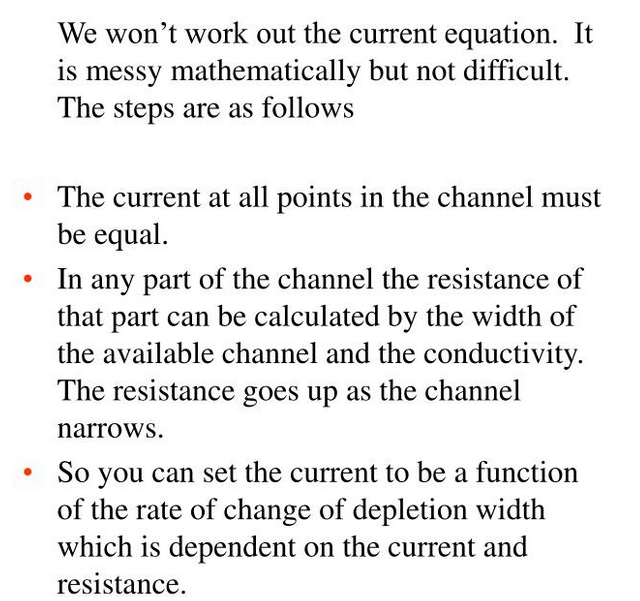 We won't work out the current equation.  It
is messy mathematically but not difficult.
The steps are as follows
• The current at all points in the channel must
be equal.
• In any part of the channel the resistance of
that part can be calculated by the width of
the available channel and the conductivity.
The resistance goes up as the channel
narrows.
• So you can set the current to be a function
of the rate of change of depletion width
which is dependent on the current and
resistance.